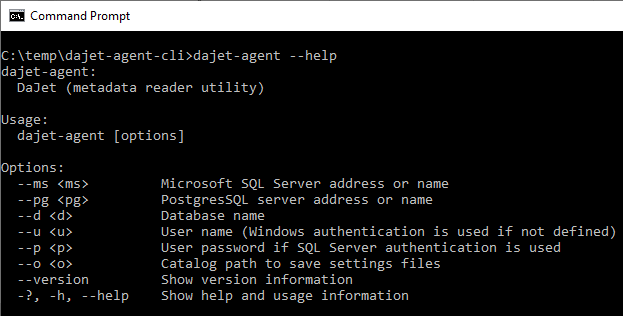 Command Prompt
C:\temp\dajet-agent-cli>dajet-agent --help
dajet-agent:
  DaJet (metadata reader utility)
Usage:
  dajet-agent [options]
Options:
  --ms <ms>         Microsoft SQL Server address or name
  --pg <pg>         PostgresSQL server address or name
  --d <d>           Database name
  --u <u>           User name (Windows authentication is used if not defined)
  --p <p>           User password if SQL Server authentication is used
  --o <o>           Catalog path to save settings files
  --version         Show version information
  -?, -h, --help    Show help and usage information